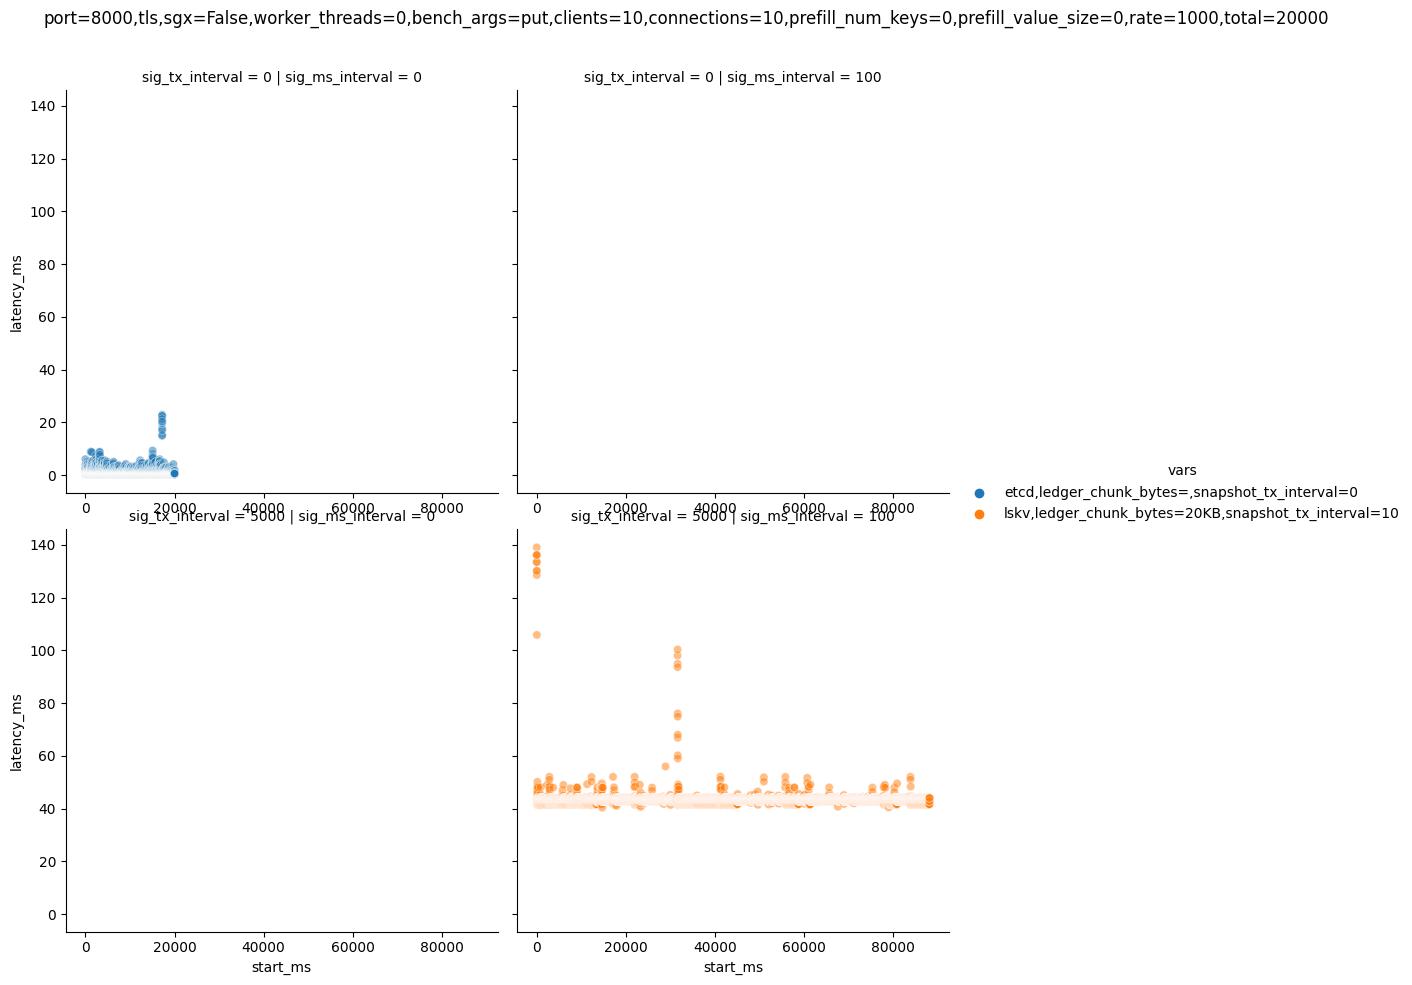 port=8000,tls,sgx=False,worker_threads=0,bench_args=put,clients=10,connections=10,prefill_num_keys=0,prefill_value_size=0,rate=1000,total=20000
sig_tx_interval = 0 | sig_ms_interval = 0
sig_tx_interval = 0 | sig_ms_interval = 100
140
120
100
80
60
40
20
0
latency_ms
0 20000 40000 60000 80000
0 20000 40000 60000 80000
vars
etcd,ledger_chunk_bytes=,snapshot_tx_interval=0
lskv,ledger_chunk_bytes=20KB,snapshot_tx_interval=10
sig_tx_interval = 5000 | sig_ms_interval = 0
sig_tx_interval = 5000 | sig_ms_interval = 100
140
120
100
80
60
40
20
0
latency_ms
0 20000 40000 60000 80000
0 20000 40000 60000 80000
start_ms
start_ms